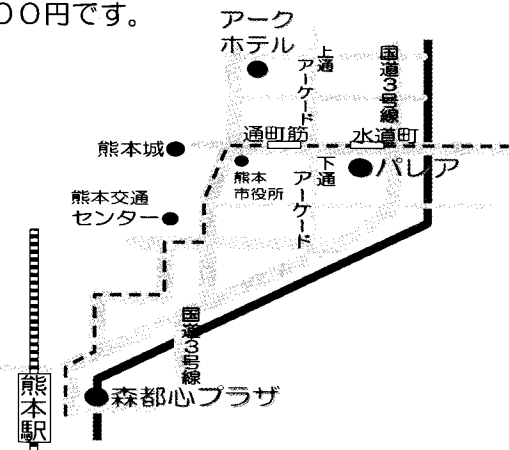 ００円です。
アーク
ホテル
上通
アーケード
国道３号線
通町筋
水道町
熊本城
熊本
市役所
下通
アーケード
パレア
熊本交通
センター
国道３号線
熊本駅
森都心プラザ